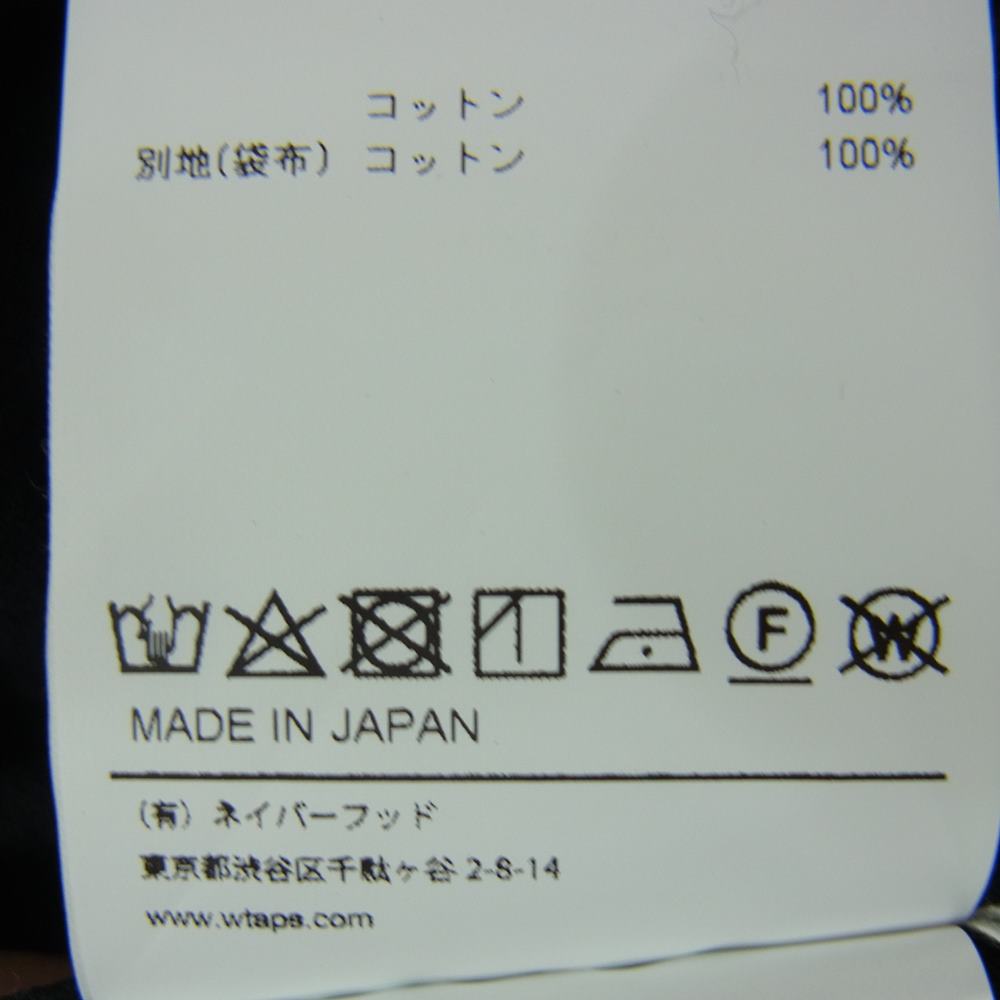 コットン 100%
別地(袋布) コットン 100%
F W
MADE IN JAPAN
(有) ネイバーフッド
東京都渋谷区千駄ヶ谷 2-8-14
www.wtaps.com